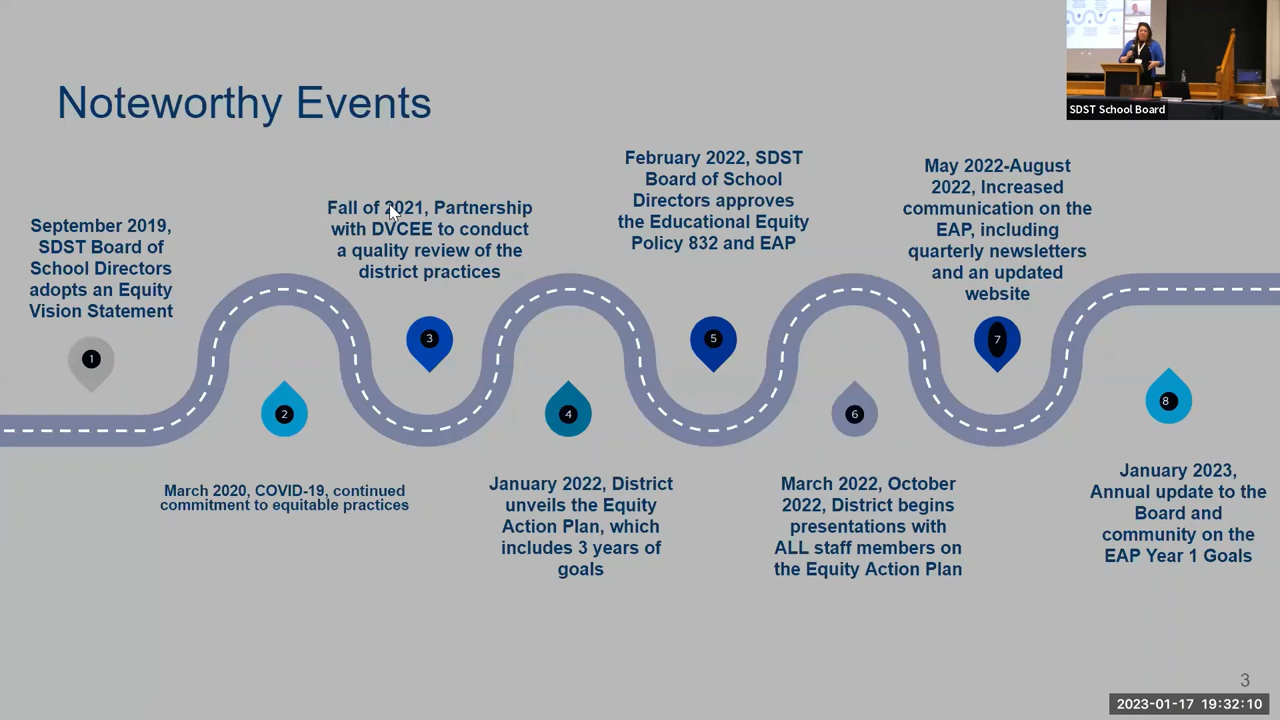 Noteworthy Events
SDST School Board
September 2019,
SDST Board of
School Directors
adopts an Equity
Vision Statement
1
March 2020, COVID-19, continued
commitment to equitable practices
2
Fall of 2021, Partnership
with DVCEE to conduct
a quality review of the
district practices
3
January 2022, District
unveils the Equity
Action Plan, which
includes 3 years of
goals
4
February 2022, SDST
Board of School
Directors approves
the Educational Equity
Policy 832 and EAP
5
March 2022, October
2022, District begins
presentations with
ALL staff members on
the Equity Action Plan
6
May 2022-August
2022, Increased
communication on the
EAP, including
quarterly newsletters
and an updated
website
7
January 2023,
Annual update to the
Board and
community on the
EAP Year 1 Goals
8
3
2023-01-17 19:32:10